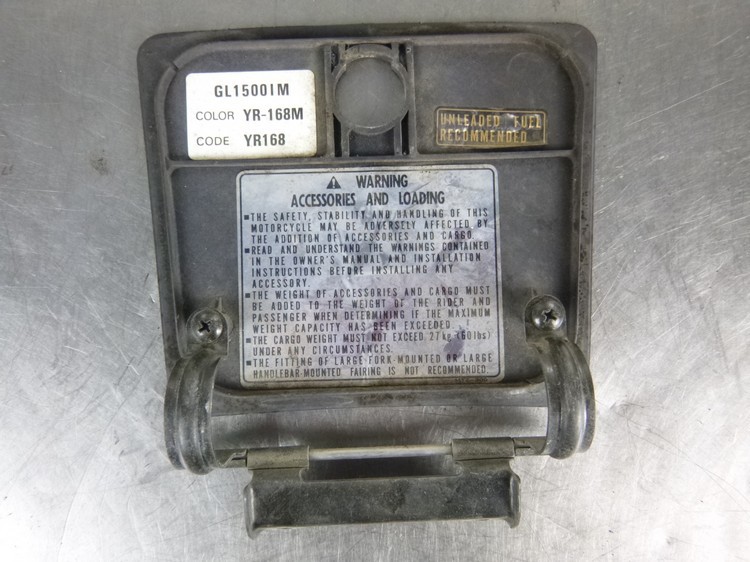 GL1500IM
COLOR YR-168M
CODE YR168
UNLEADED FUEL
RECOMMENDED
⚠ WARNING
ACCESSORIES AND LOADING
■THE SAFETY, STABILITY AND HANDLING OF THIS
MOTORCYCLE MAY BE ADVERSELY AFFECTED BY
THE ADDITION OF ACCESSORIES AND CARGO.
■READ AND UNDERSTAND THE WARNINGS CONTAINED
IN THE OWNER'S MANUAL AND INSTALLATION
INSTRUCTIONS BEFORE INSTALLING ANY
ACCESSORY.
■THE WEIGHT OF ACCESSORIES AND CARGO MUST
BE ADDED TO THE WEIGHT OF THE RIDER AND
PASSENGER WHEN DETERMINING IF THE MAXIMUM
WEIGHT CAPACITY HAS BEEN EXCEEDED.
■THE CARGO WEIGHT MUST NOT EXCEED 27kg (60lbs)
UNDER ANY CIRCUMSTANCES.
■THE FITTING OF LARGE FORK-MOUNTED OR LARGE
HANDLEBAR-MOUNTED FAIRING IS NOT RECOMMENDED.